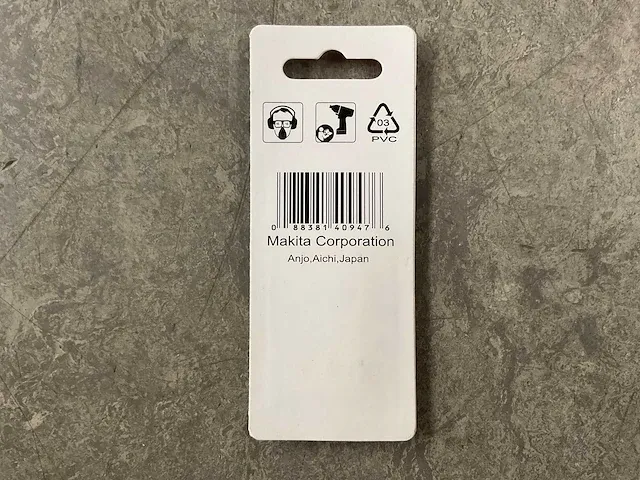 03
PVC
0 88381 40947 6
Makita Corporation
Anjo,Aichi,Japan